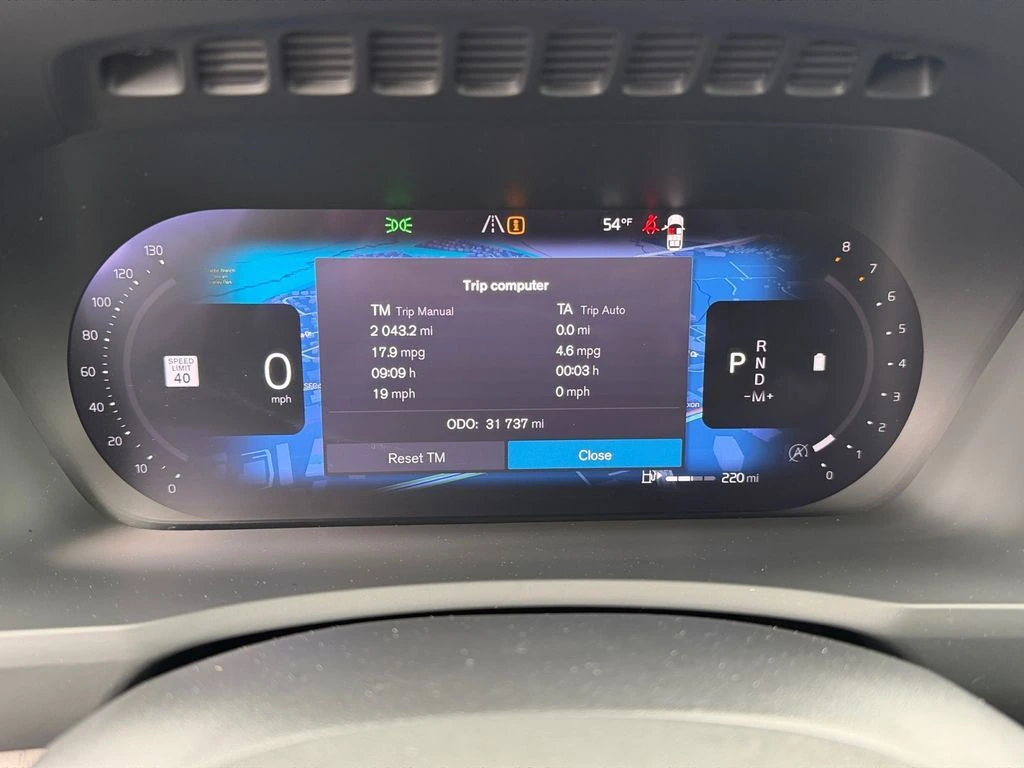 54°F
Trip computer
TM Trip Manual
TA Trip Auto
2 043.2 mi
0.0 mi
17.9 mpg
4.6 mpg
09:09 h
00:03 h
19 mph
0 mph
ODO: 31 737 mi
Reset TM
Close
130
120
100
80
60
40
20
10
0
SPEED
LIMIT
40
0
mph
P
R
N
D
-M+
8
7
6
5
4
3
2
1
0
A
220 mi